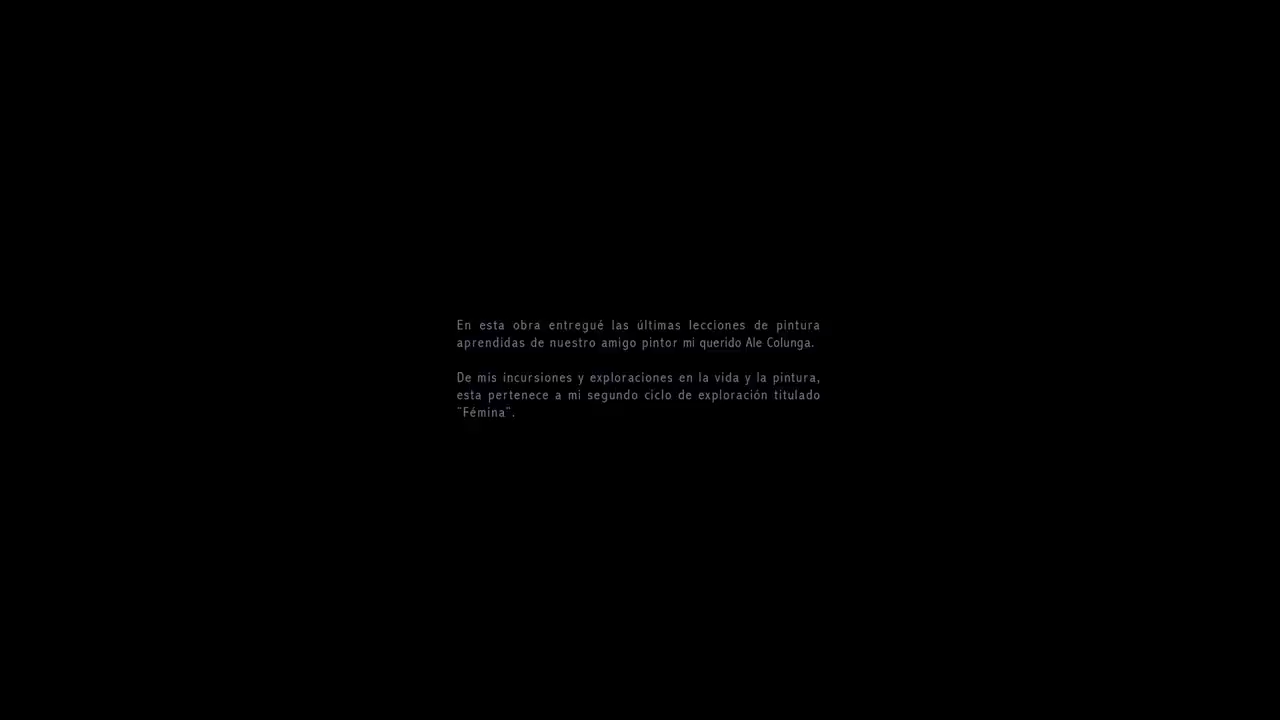 En esta obra entregué las últimas lecciones de pintura
aprendidas de nuestro amigo pintor mi querido Ale Colunga.
De mis incursiones y exploraciones en la vida y la pintura,
esta pertenece a mi segundo ciclo de exploración titulado
"Fémina".